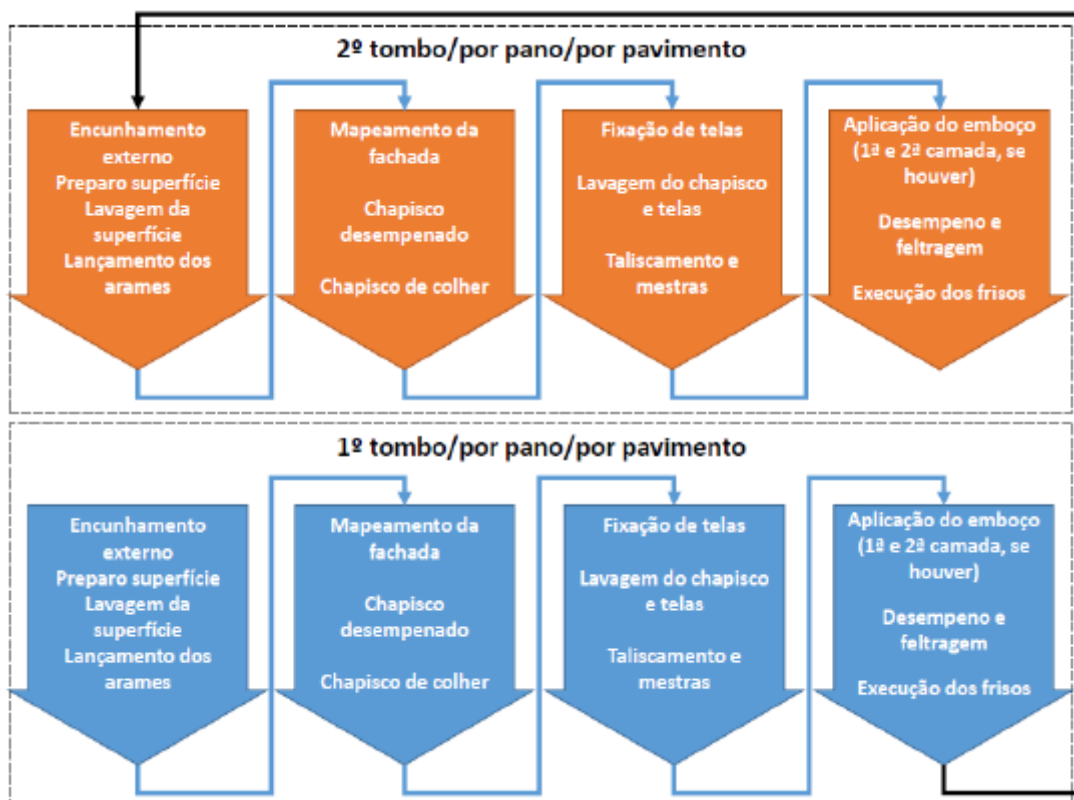 2º tombo/por pano/por pavimento
Encunhamento
externo
Preparo superfície
Lavagem da
superfície
Lançamento dos
arames
Mapeamento da
fachada
Chapisco
desempenado
Chapisco de colher
Fixação de telas
Lavagem do chapisco
e telas
Taliscamento e
mestras
Aplicação do emboço
(1ª e 2ª camada, se
houver)
Desempeno e
feltragem
Execução dos frisos
1º tombo/por pano/por pavimento
Encunhamento
externo
Preparo superfície
Lavagem da
superfície
Lançamento dos
arames
Mapeamento da
fachada
Chapisco
desempenado
Chapisco de colher
Fixação de telas
Lavagem do chapisco
e telas
Taliscamento e
mestras
Aplicação do emboço
(1ª e 2ª camada, se
houver)
Desempeno e
feltragem
Execução dos frisos